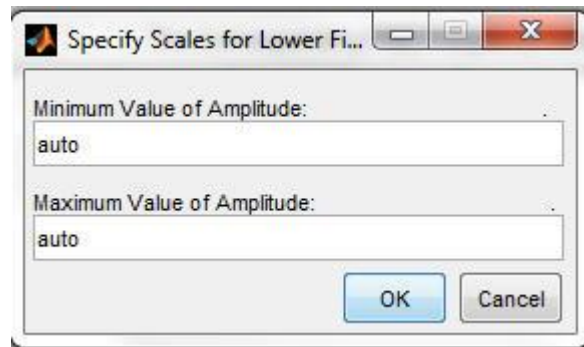 Specify Scales for Lower Fi...
Minimum Value of Amplitude: .
auto
Maximum Value of Amplitude: .
auto
OK Cancel